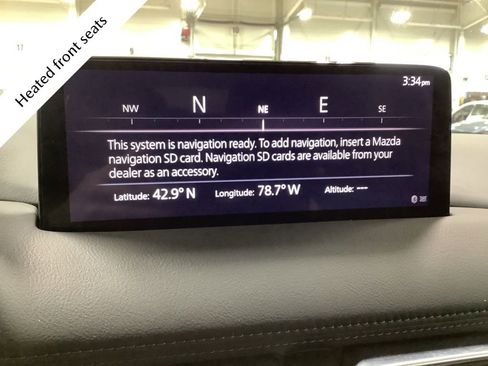 Heated front seats
3:34 pm
NW N NE E SE
This system is navigation ready. To add navigation, insert a Mazda
navigation SD card. Navigation SD cards are available from your
dealer as an accessory.
Latitude: 42.9° N Longitude: 78.7° W Altitude: ---